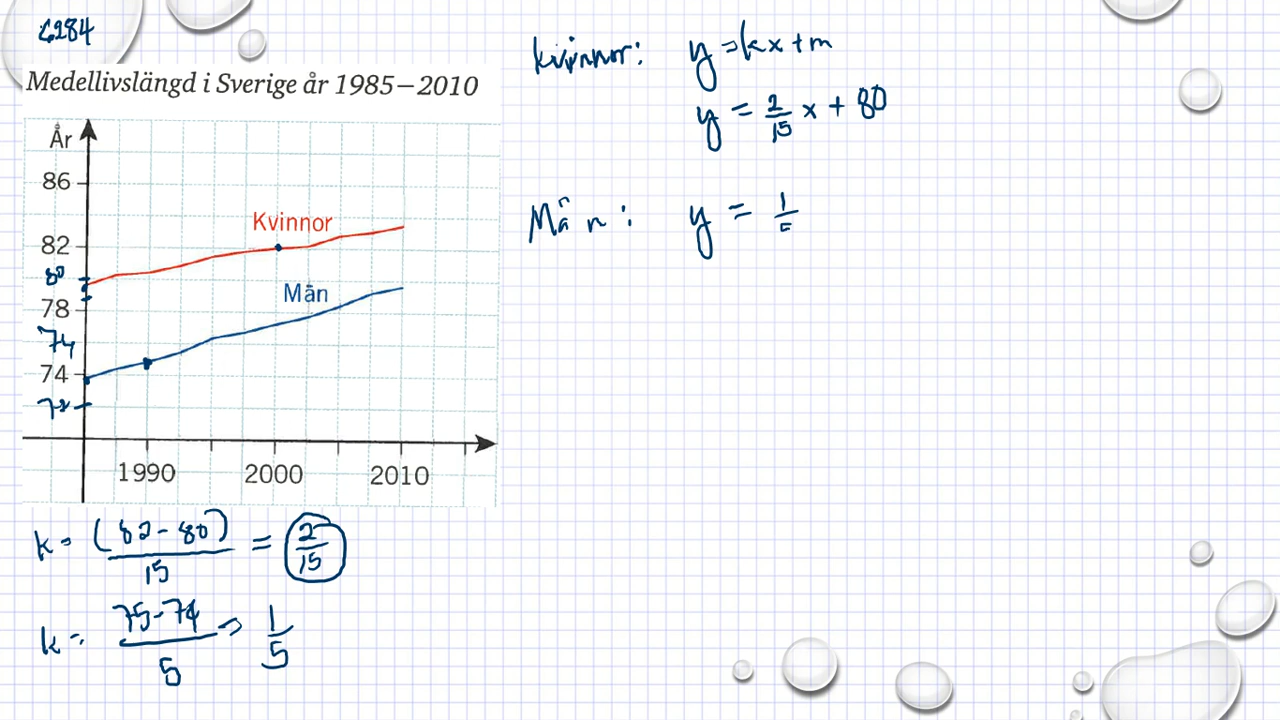 6284
Medellivslängd i Sverige år 1985–2010
År
86
82
80
78
74
74
72
Kvinnor
Män
1990 2000 2010
k = (82-80)/15 = 2/15
k = 75-74/5 = 1/5
kvinnor: y = kx+m
y = 2/15 x + 80
Män: y = 1/5